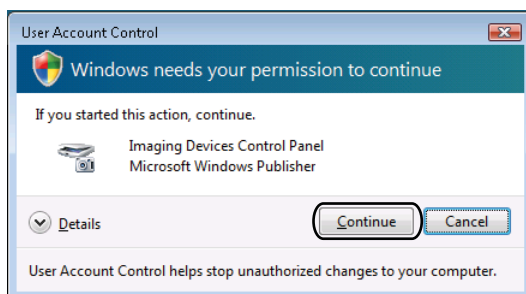 User Account Control
Windows needs your permission to continue
If you started this action, continue.
Imaging Devices Control Panel
Microsoft Windows Publisher
Details
Continue
Cancel
User Account Control helps stop unauthorized changes to your computer.